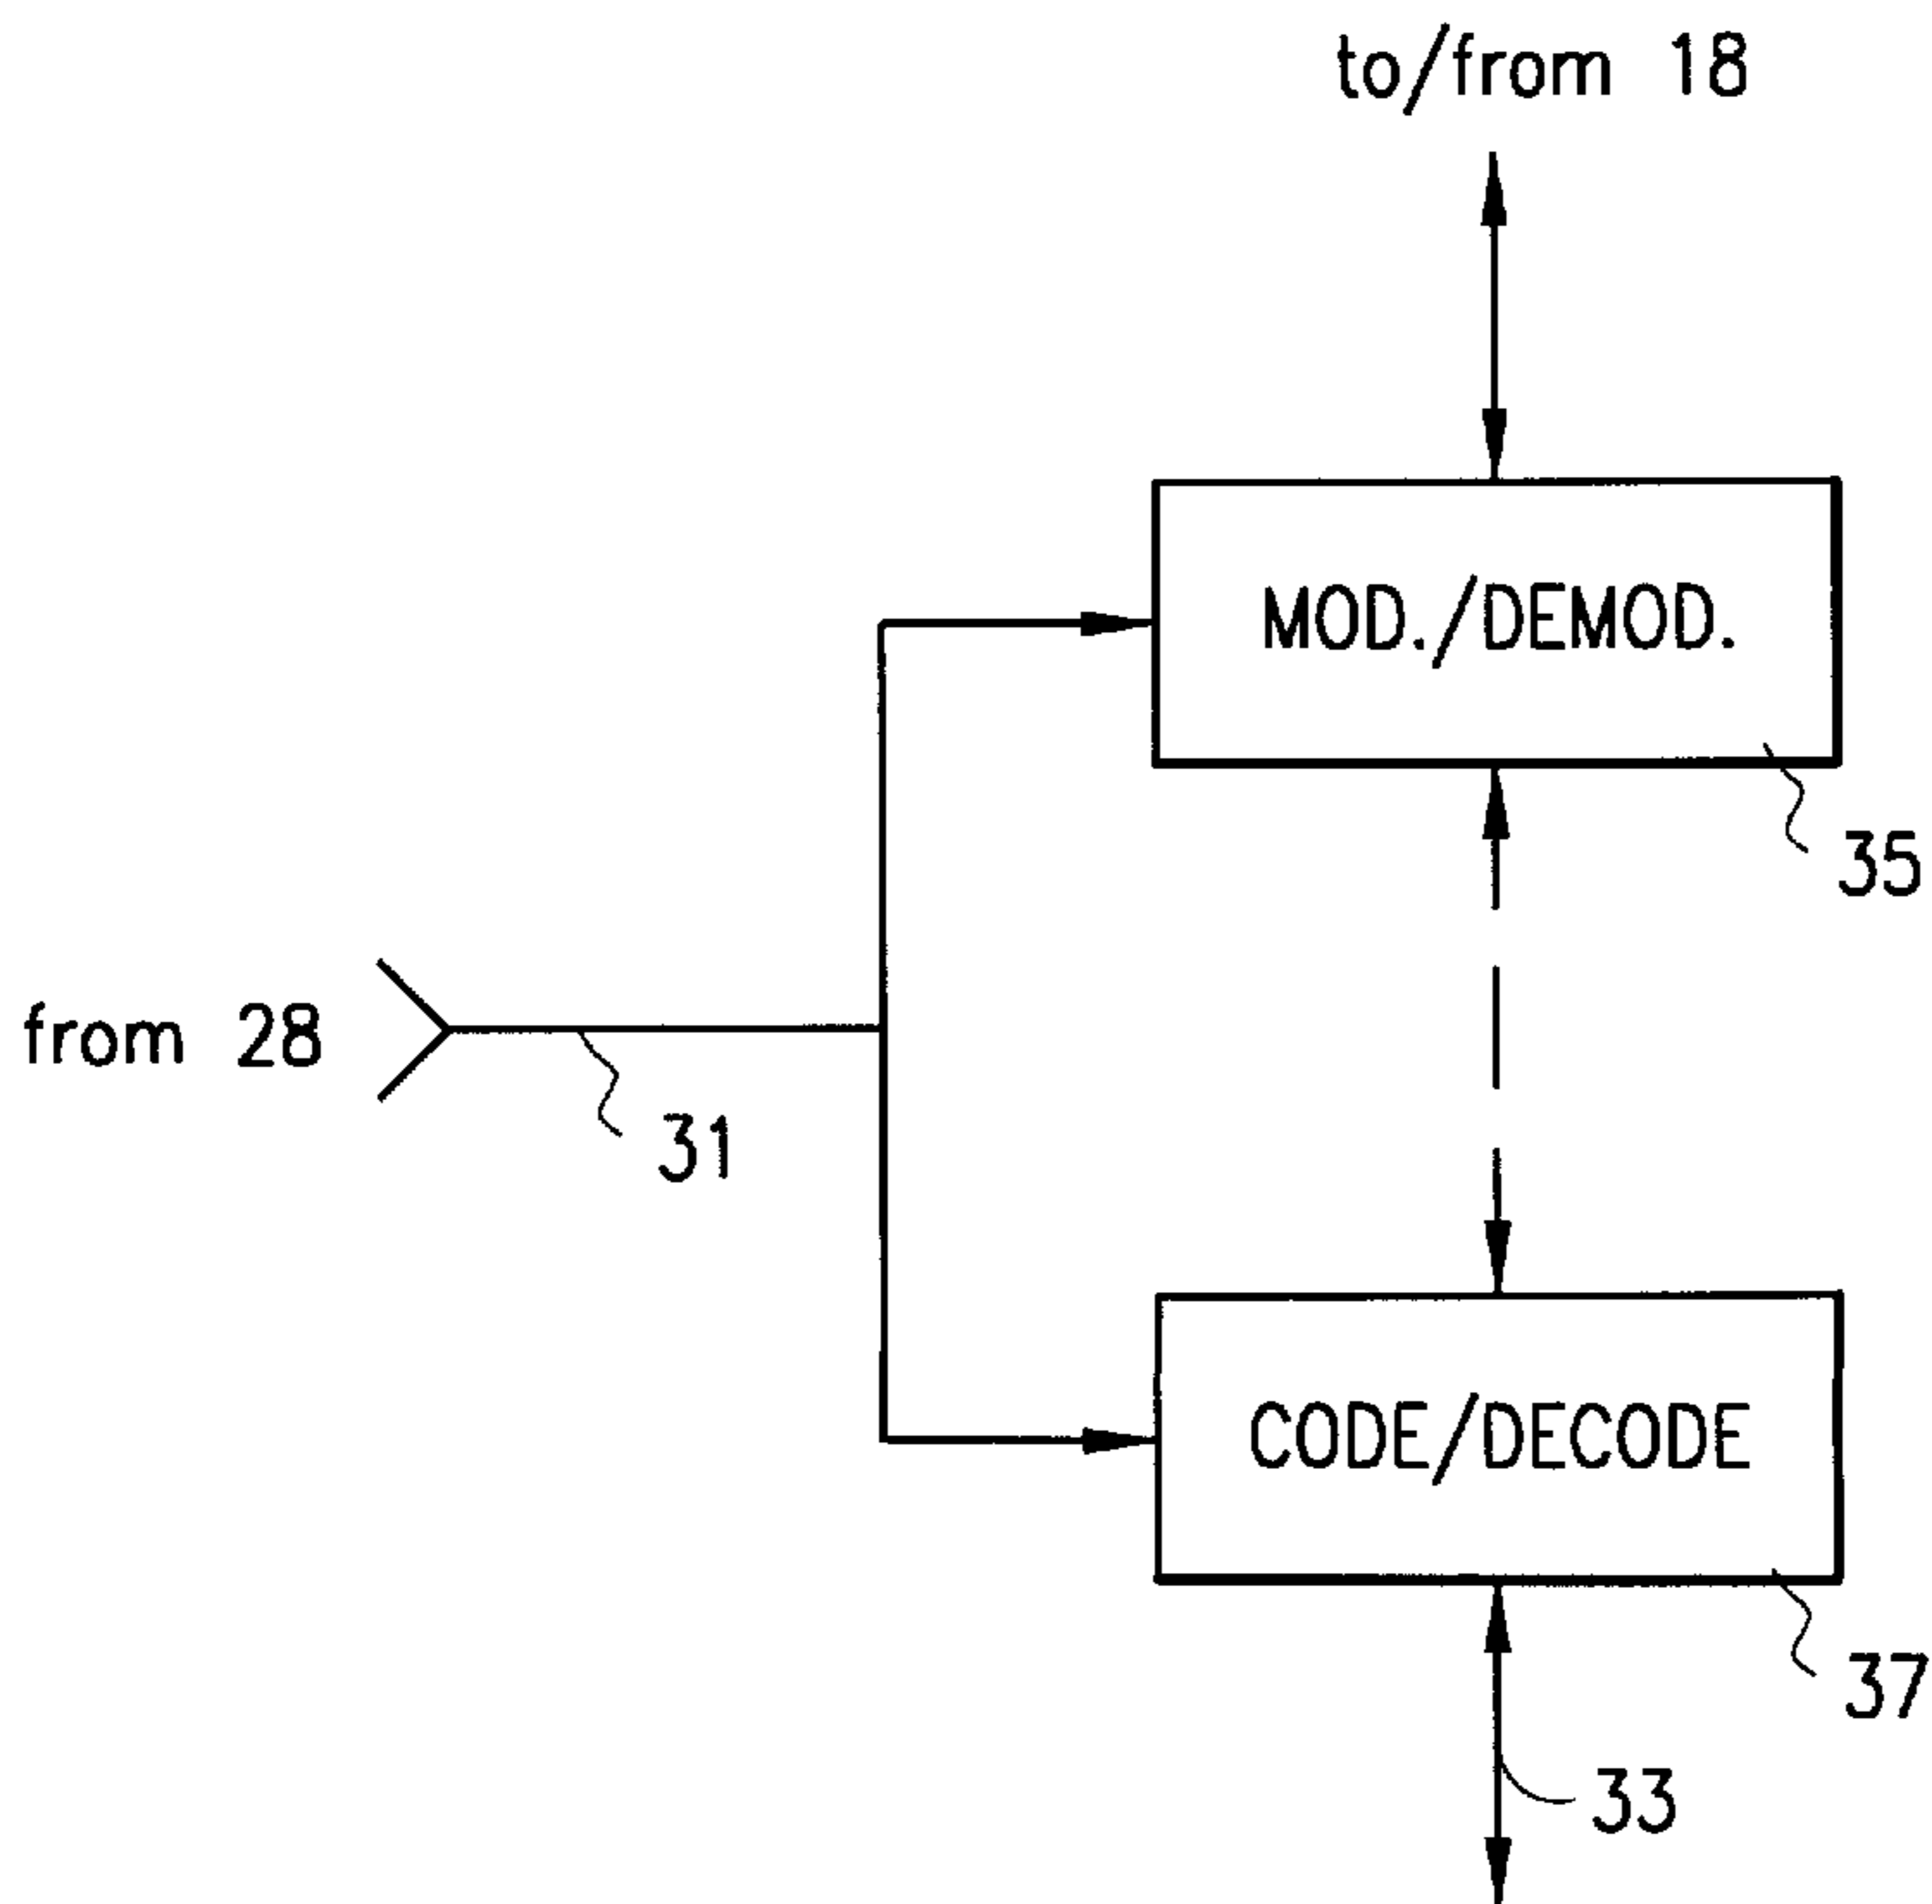 to/from 18
MOD./DEMOD.
35
from 28
31
CODE/DECODE
37
33